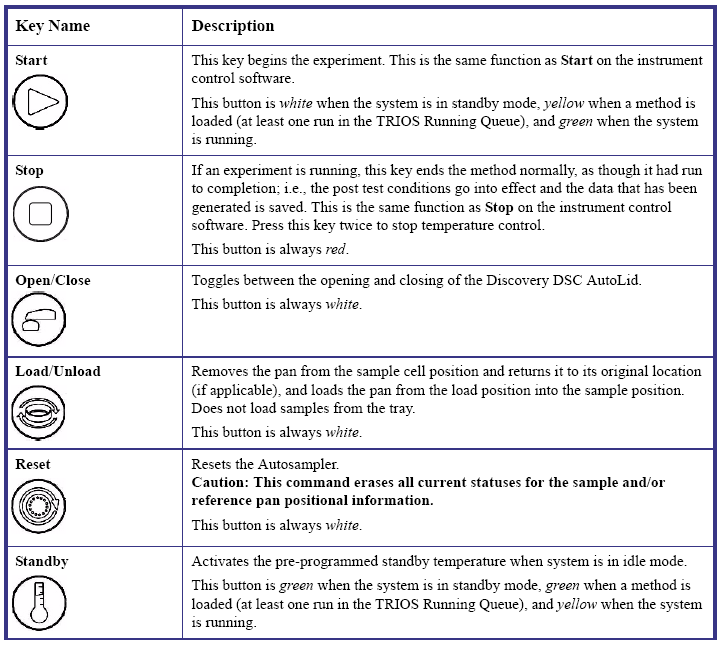 Key Name
Description
Start
This key begins the experiment. This is the same function as Start on the instrument
control software.
This button is white when the system is in standby mode, yellow when a method is
loaded (at least one run in the TRIOS Running Queue), and green when the system
is running.
Stop
If an experiment is running, this key ends the method normally, as though it had run
to completion; i.e., the post test conditions go into effect and the data that has been
generated is saved. This is the same function as Stop on the instrument control
software. Press this key twice to stop temperature control.
This button is always red.
Open/Close
Toggles between the opening and closing of the Discovery DSC AutoLid.
This button is always white.
Load/Unload
Removes the pan from the sample cell position and returns it to its original location
(if applicable), and loads the pan from the load position into the sample position.
Does not load samples from the tray.
This button is always white.
Reset
Resets the Autosampler.
Caution: This command erases all current statuses for the sample and/or
reference pan positional information.
This button is always white.
Standby
Activates the pre-programmed standby temperature when system is in idle mode.
This button is green when the system is in standby mode, green when a method is
loaded (at least one run in the TRIOS Running Queue), and yellow when the system
is running.